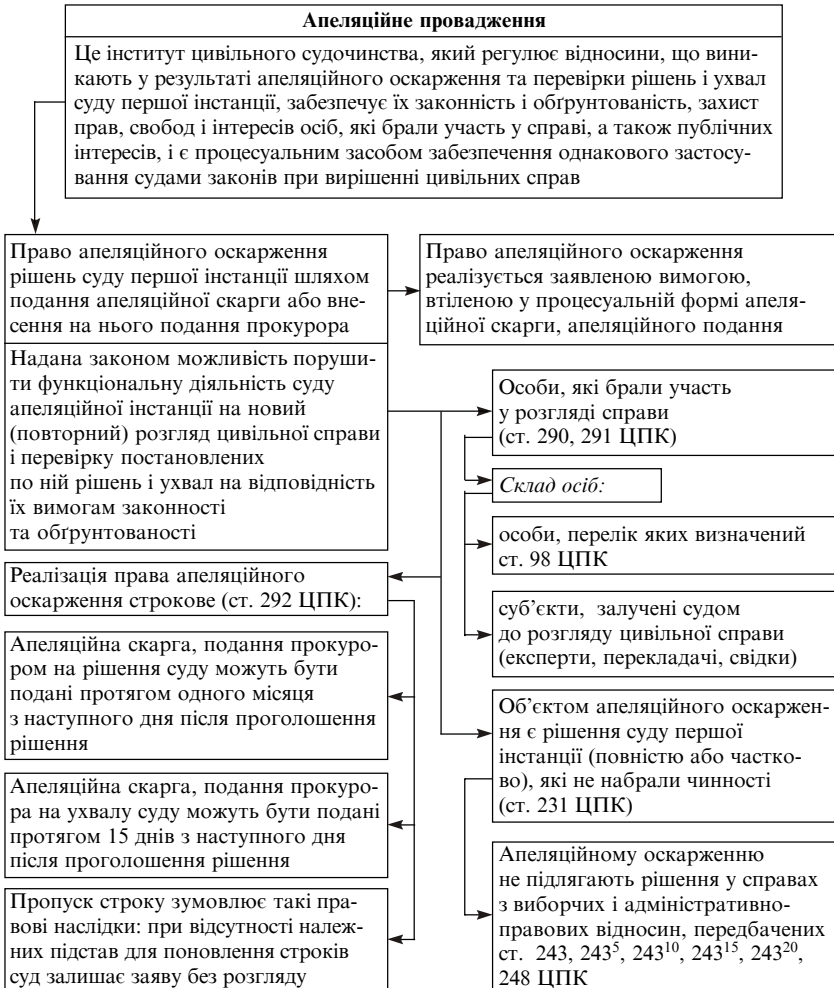 Апеляційне провадження
Це інститут цивільного судочинства, який регулює відносини, що вини-
кають у результаті апеляційного оскарження та перевірки рішень і ухвал
суду першої інстанції, забезпечує їх законність і обґрунтованість, захист
прав, свобод і інтересів осіб, які брали участь у справі, а також публічних
інтересів, і є процесуальним засобом забезпечення однакового застосу-
вання судами законів при вирішенні цивільних справ
Право апеляційного оскарження
рішень суду першої інстанції шляхом
подання апеляційної скарги або вне-
сення на нього подання прокурора
Право апеляційного оскарження
реалізується заявленою вимогою,
втіленою у процесуальній формі апеля-
ційної скарги, апеляційного подання
Надана законом можливість поруши-
ти функціональну діяльність суду
апеляційної інстанції на новий
(повторний) розгляд цивільної справи
і перевірку постановлених
по ній рішень і ухвал на відповідність
їх вимогам законності
та обґрунтованості
Особи, які брали участь
у розгляді справи
(ст. 290, 291 ЦПК)
Склад осіб:
особи, перелік яких визначений
ст. 98 ЦПК
суб’єкти, залучені судом
до розгляду цивільної справи
(експерти, перекладачі, свідки)
Реалізація права апеляційного
оскарження строкове (ст. 292 ЦПК):
Апеляційна скарга, подання прокуро-
ром на рішення суду можуть бути
подані протягом одного місяця
з наступного дня після проголошення
рішення
Апеляційна скарга, подання прокуро-
ра на ухвалу суду можуть бути подані
протягом 15 днів з наступного дня
після проголошення рішення
Пропуск строку зумовлює такі пра-
вові наслідки: при відсутності належ-
них підстав для поновлення строків
суд залишає заяву без розгляду
Об’єктом апеляційного оскаржен-
ня є рішення суду першої
інстанції (повністю або частко-
во), які не набрали чинності
(ст. 231 ЦПК)
Апеляційному оскарженню
не підлягають рішення у справах
з виборчих і адміністративно-
правових відносин, передбачених
ст. 243, 243⁵, 243¹⁰, 243¹⁵, 243²⁰,
248 ЦПК